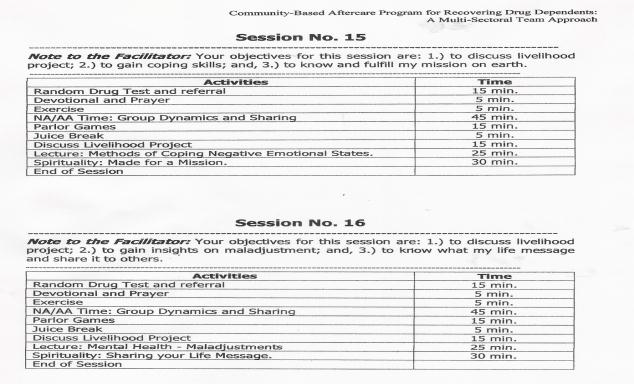 Community-Based Aftercare Program for Recovering Drug Dependents:
A Multi-Sectoral Team Approach
Session No. 15
Note to the Facilitator: Your objectives for this session are: 1.) to discuss livelihood
project; 2.) to gain coping skills; and, 3.) to know and fulfill my mission on earth.
Activities Time
Random Drug Test and referral 15 min.
Devotional and Prayer 5 min.
Exercise 5 min.
NA/AA Time: Group Dynamics and Sharing 45 min.
Parlor Games 15 min.
Juice Break 5 min.
Discuss Livelihood Project 15 min.
Lecture: Methods of Coping Negative Emotional States. 25 min.
Spirituality: Made for a Mission. 30 min.
End of Session
Session No. 16
Note to the Facilitator: Your objectives for this session are: 1.) to discuss livelihood
project; 2.) to gain insights on maladjustment; and, 3.) to know what my life message
and share it to others.
Activities Time
Random Drug Test and referral 15 min.
Devotional and Prayer 5 min.
Exercise 5 min.
NA/AA Time: Group Dynamics and Sharing 45 min.
Parlor Games 15 min.
Juice Break 5 min.
Discuss Livelihood Project 15 min.
Lecture: Mental Health - Maladjustments 25 min.
Spirituality: Sharing your Life Message. 30 min.
End of Session